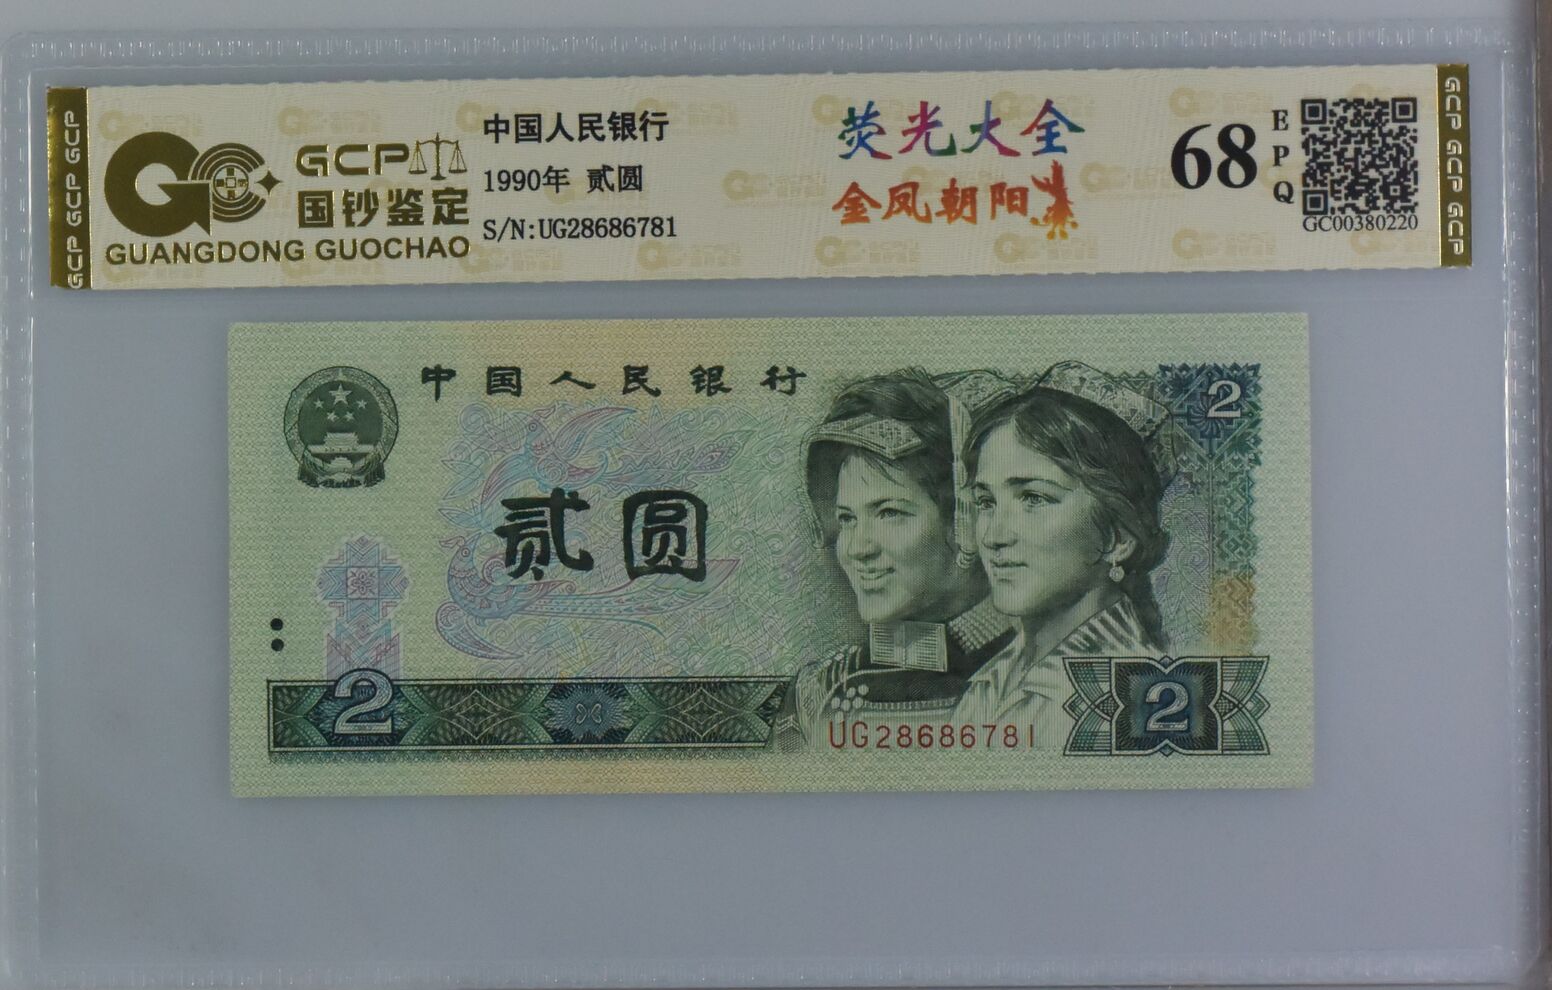 GCP GCP GCP
GCP
国钞鉴定
GUANGDONG GUOCHAO
中国人民银行
1990年 贰圆
S/N:UG28686781
荧光大全
金凤朝阳
68
EPQ
GC00380220
GCP GCP GCP
中国人民银行
2
贰圆
2
UG28686781
2